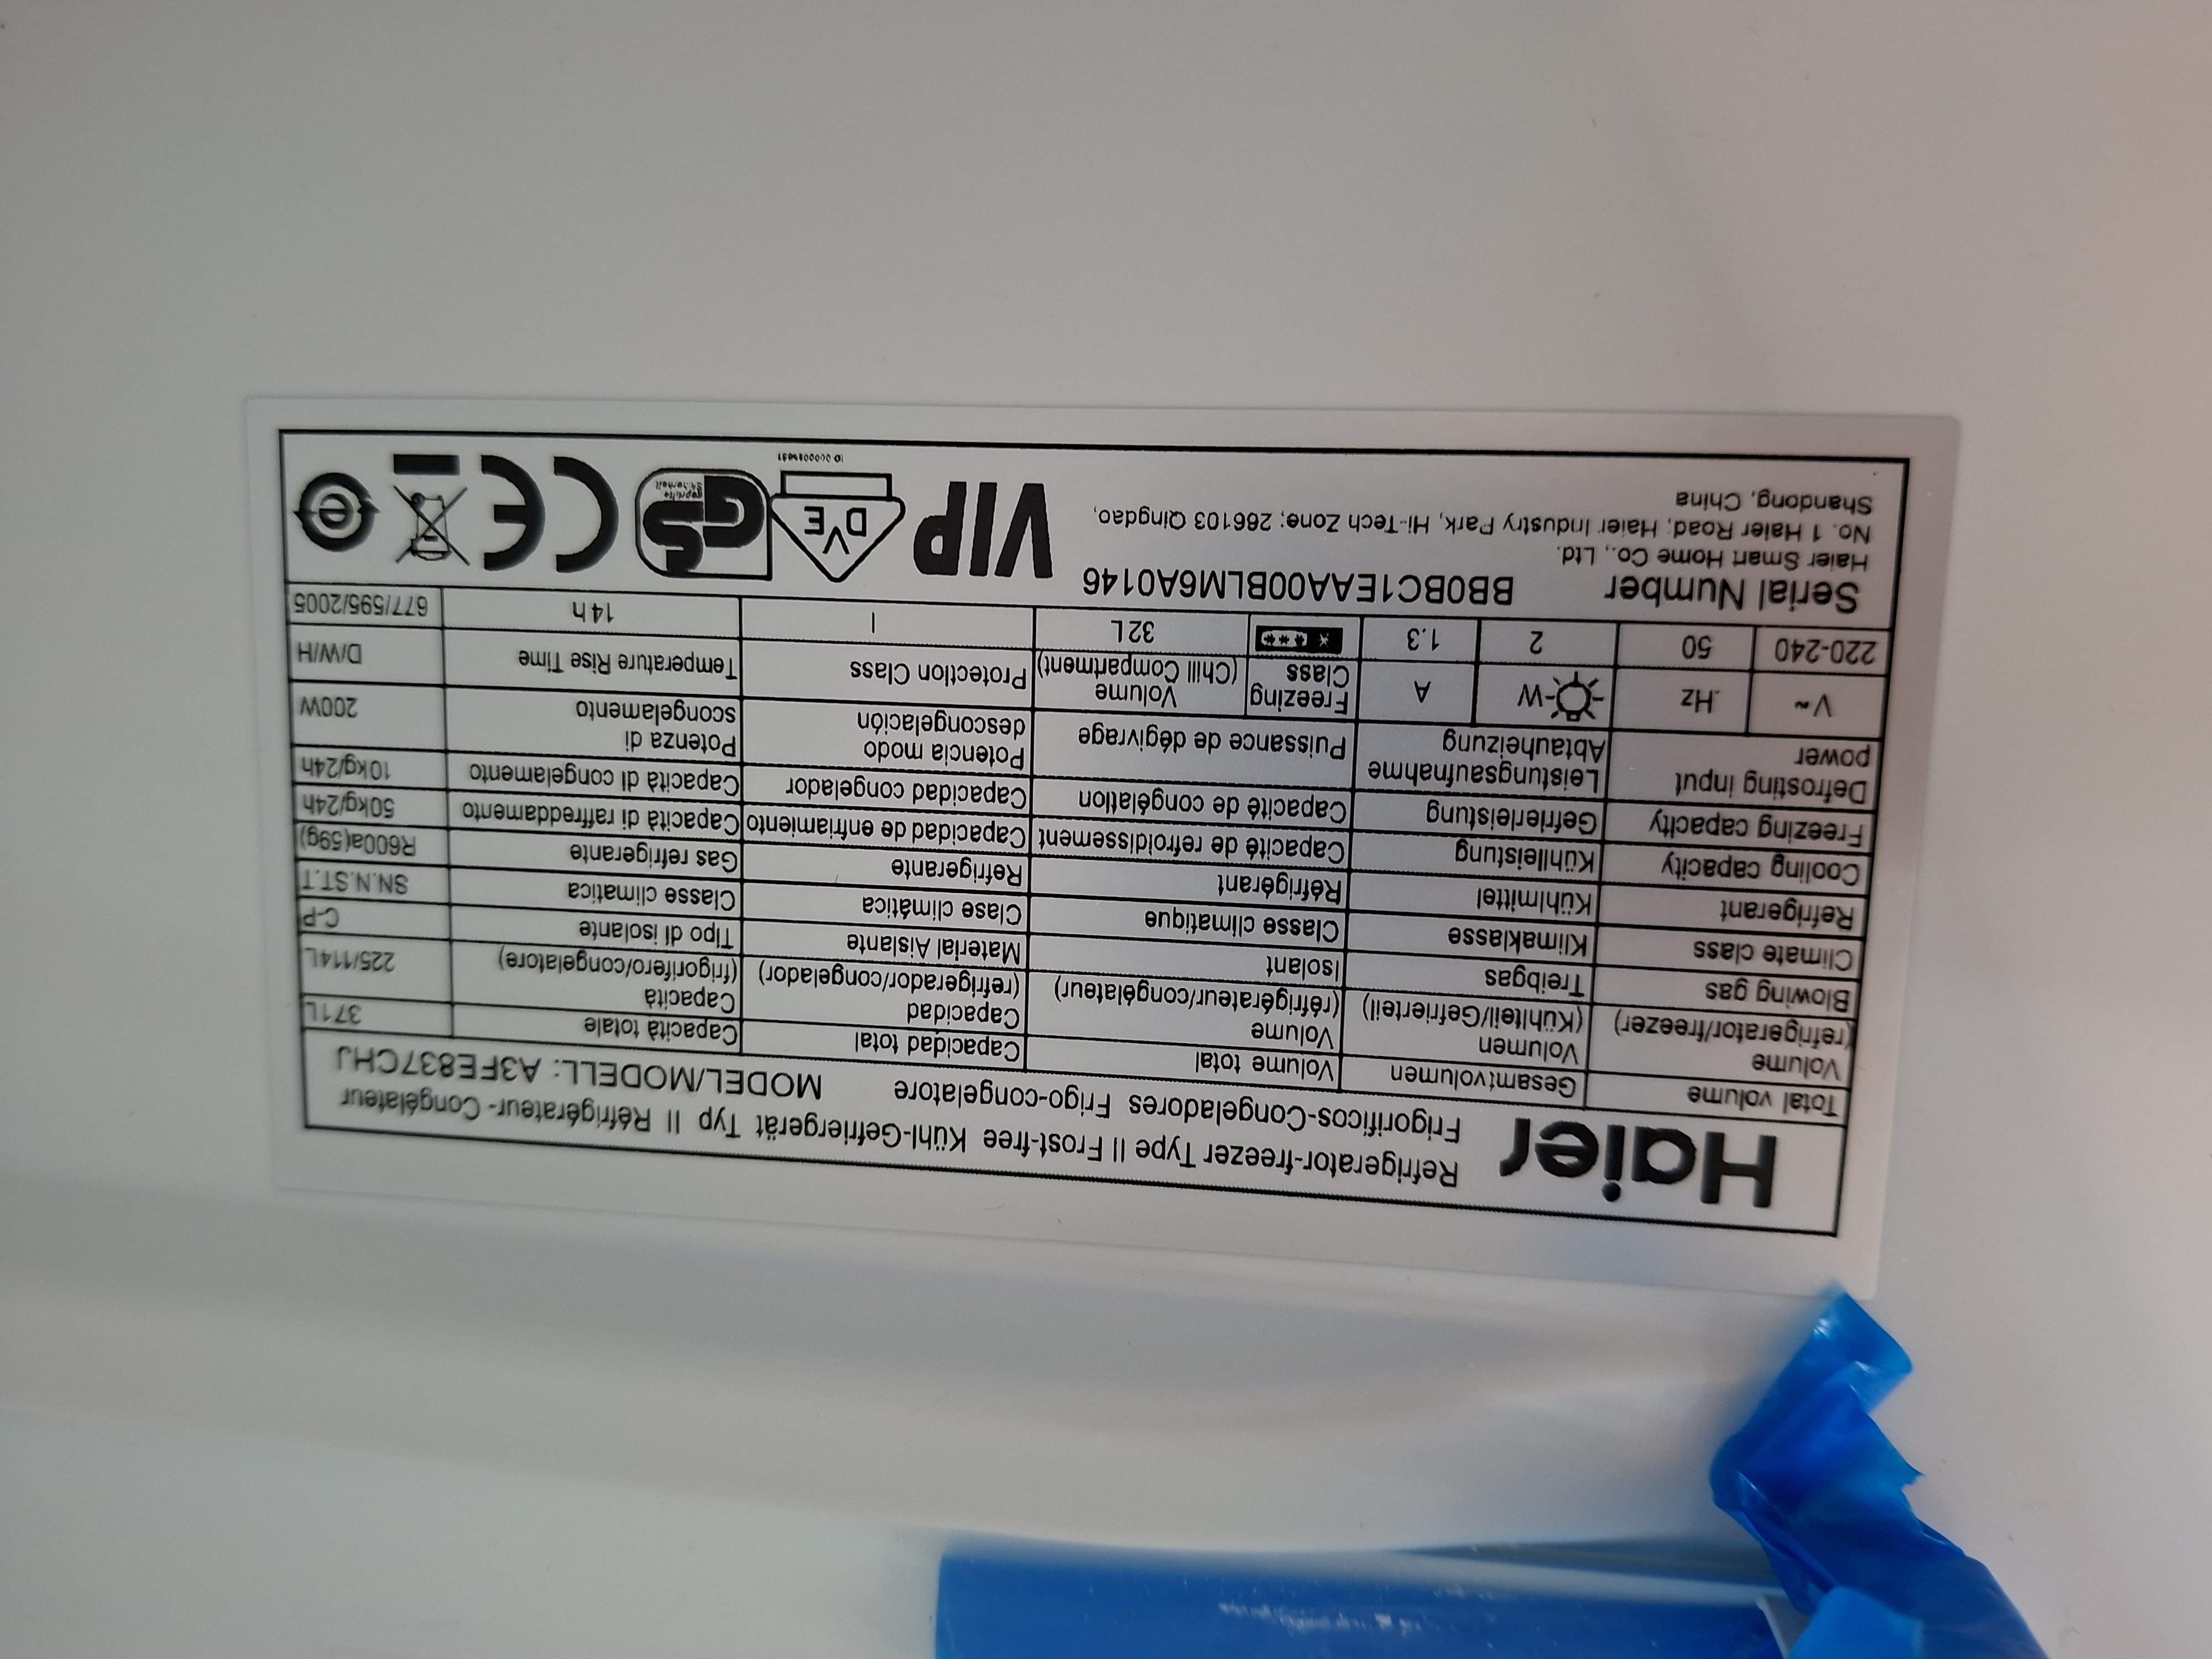 Haier
Refrigerator-freezer Type II Frost-free Kühl-Gefriergerät Typ II Réfrigérateur-Congélateur
Frigoríficos-Congeladores Frigo-congelatore MODEL/MODELL: A3FE837CHJ
Total volume Gesamtvolumen Volume total Capacidad total Capacità totale 371L
Volume (refrigerator/freezer) Volumen (Kühlteil/Gefrierteil) Volume (réfrigérateur/congélateur) Capacidad (refrigerador/congelador) Capacità (frigorifero/congelatore) 225/114L
Blowing gas Treibgas Isolant Material Aislante Tipo di isolante C-P
Climate class Klimaklasse Classe climatique Clase climática Classe climatica SN.N.ST.T
Refrigerant Kühlmittel Réfrigérant Refrigerante Gas refrigerante R600a(59g)
Cooling capacity Kühlleistung Capacité de refroidissement Capacidad de enfriamiento Capacità di raffreddamento 50kg/24h
Freezing capacity Gefrierleistung Capacité de congélation Capacidad congelador Capacità di congelamento 10kg/24h
Defrosting input power Leistungsaufnahme Abtauheizung Puissance de dégivrage Potencia modo descongelación Potenza di scongelamento 200W
V~ Hz -W A Freezing Class Volume (Chill Compartment) Protection Class Temperature Rise Time D/W/H
220-240 50 2 1.3 32L I 14h 677/595/2005
Serial Number BB0BC1EAA00BLM6A0146
Haier Smart Home Co., Ltd.
No. 1 Haier Road, Haier Industry Park, Hi-Tech Zone; 266103 Qingdao,
Shandong, China
VIP
DVE
GS
geprüfte
Sicherheit
CE
e